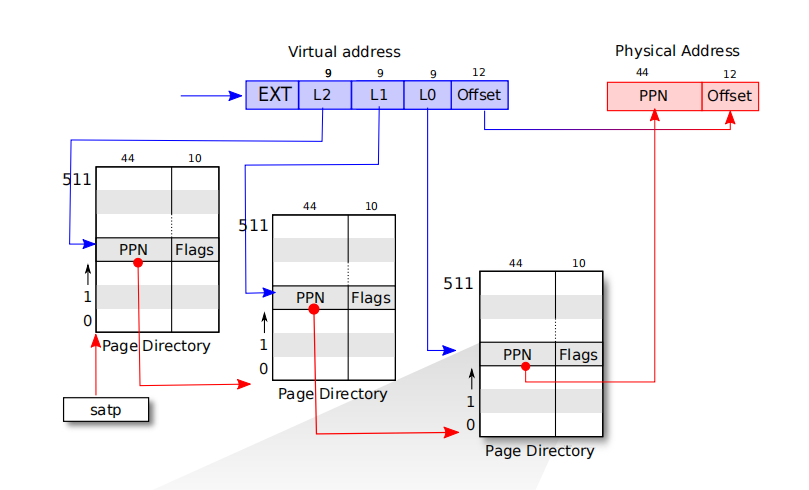 Virtual address
Physical Address
9 9 9 12
44 12
EXT L2 L1 L0 Offset
PPN Offset
44 10
511
PPN Flags
1
0
Page Directory
satp
44 10
511
PPN Flags
1
0
Page Directory
44 10
511
PPN Flags
1
0
Page Directory